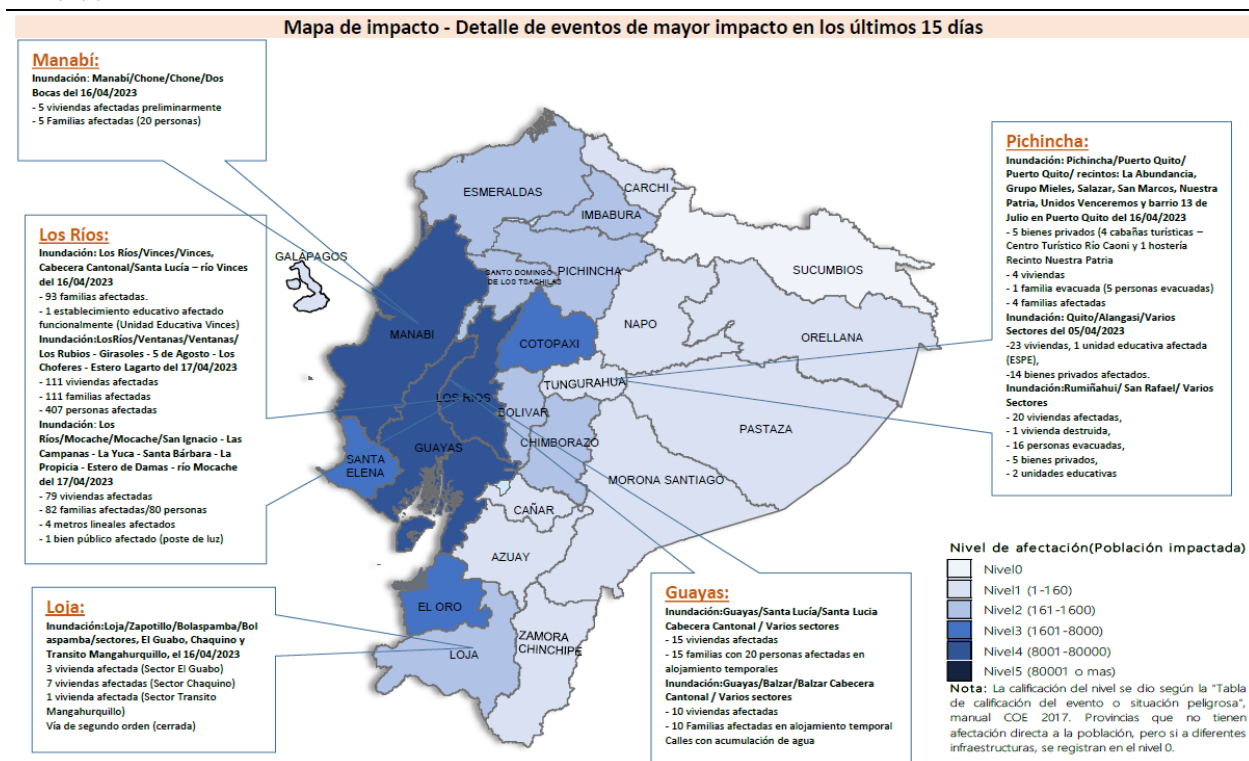 Mapa de impacto - Detalle de eventos de mayor impacto en los últimos 15 días
Manabí:
Inundación: Manabí/Chone/Chone/Dos
Bocas del 16/04/2023
- 5 viviendas afectadas preliminarmente
- 5 Familias afectadas (20 personas)
Los Ríos:
Inundación: Los Ríos/Vinces/Vinces,
Cabecera Cantonal/Santa Lucía – río Vinces
del 16/04/2023
- 93 familias afectadas.
- 1 establecimiento educativo afectado
funcionalmente (Unidad Educativa Vinces)
Inundación:LosRíos/Ventanas/Ventanas/
Los Rubios - Girasoles - 5 de Agosto - Los
Choferes - Estero Lagarto del 17/04/2023
- 111 viviendas afectadas
- 111 familias afectadas
- 407 personas afectadas
Inundación: Los
Ríos/Mocache/Mocache/San Ignacio - Las
Campanas - La Yuca - Santa Bárbara - La
Propicia - Estero de Damas - río Mocache
del 17/04/2023
- 79 viviendas afectadas
- 82 familias afectadas/80 personas
- 4 metros lineales afectados
- 1 bien público afectado (poste de luz)
Loja:
Inundación:Loja/Zapotillo/Bolaspamba/Bol
aspamba/sectores, El Guabo, Chaquino y
Transito Mangahurquillo, el 16/04/2023
3 vivienda afectada (Sector El Guabo)
7 viviendas afectadas (Sector Chaquino)
1 vivienda afectada (Sector Transito
Mangahurquillo)
Vía de segundo orden (cerrada)
GALÁPAGOS
ESMERALDAS
CARCHI
IMBABURA
SUCUMBIOS
SANTO DOMINGO
DE LOS TSACHILAS
PICHINCHA
NAPO
ORELLANA
MANABI
COTOPAXI
TUNGURAHUA
LOS RIOS
BOLIVAR
PASTAZA
CHIMBORAZO
SANTA
ELENA
GUAYAS
MORONA SANTIAGO
CAÑAR
AZUAY
EL ORO
LOJA
ZAMORA
CHINCHIPE
Guayas:
Inundación:Guayas/Santa Lucía/Santa Lucia
Cabecera Cantonal / Varios sectores
- 15 viviendas afectadas
- 15 familias con 20 personas afectadas en
alojamiento temporales
Inundación:Guayas/Balzar/Balzar Cabecera
Cantonal / Varios sectores
- 10 viviendas afectadas
- 10 Familias afectadas en alojamiento temporal
Calles con acumulación de agua
Pichincha:
Inundación: Pichincha/Puerto Quito/
Puerto Quito/ recintos: La Abundancia,
Grupo Mieles, Salazar, San Marcos, Nuestra
Patria, Unidos Venceremos y barrio 13 de
Julio en Puerto Quito del 16/04/2023
- 5 bienes privados (4 cabañas turísticas –
Centro Turístico Río Caoni y 1 hostería
Recinto Nuestra Patria
- 4 viviendas
- 1 familia evacuada (5 personas evacuadas)
- 4 familias afectadas
Inundación: Quito/Alangasi/Varios
Sectores del 05/04/2023
-23 viviendas, 1 unidad educativa afectada
(ESPE),
-14 bienes privados afectados.
Inundación:Rumiñahui/ San Rafael/ Varios
Sectores
- 20 viviendas afectadas,
- 1 vivienda destruida,
- 16 personas evacuadas,
- 5 bienes privados,
- 2 unidades educativas
Nivel de afectación(Población impactada)
Nivel0
Nivel1 (1-160)
Nivel2 (161-1600)
Nivel3 (1601-8000)
Nivel4 (8001-80000)
Nivel5 (80001 o mas)
Nota: La calificación del nivel se dio según la "Tabla
de calificación del evento o situación peligrosa",
manual COE 2017. Provincias que no tienen
afectación directa a la población, pero si a diferentes
infraestructuras, se registran en el nivel 0.